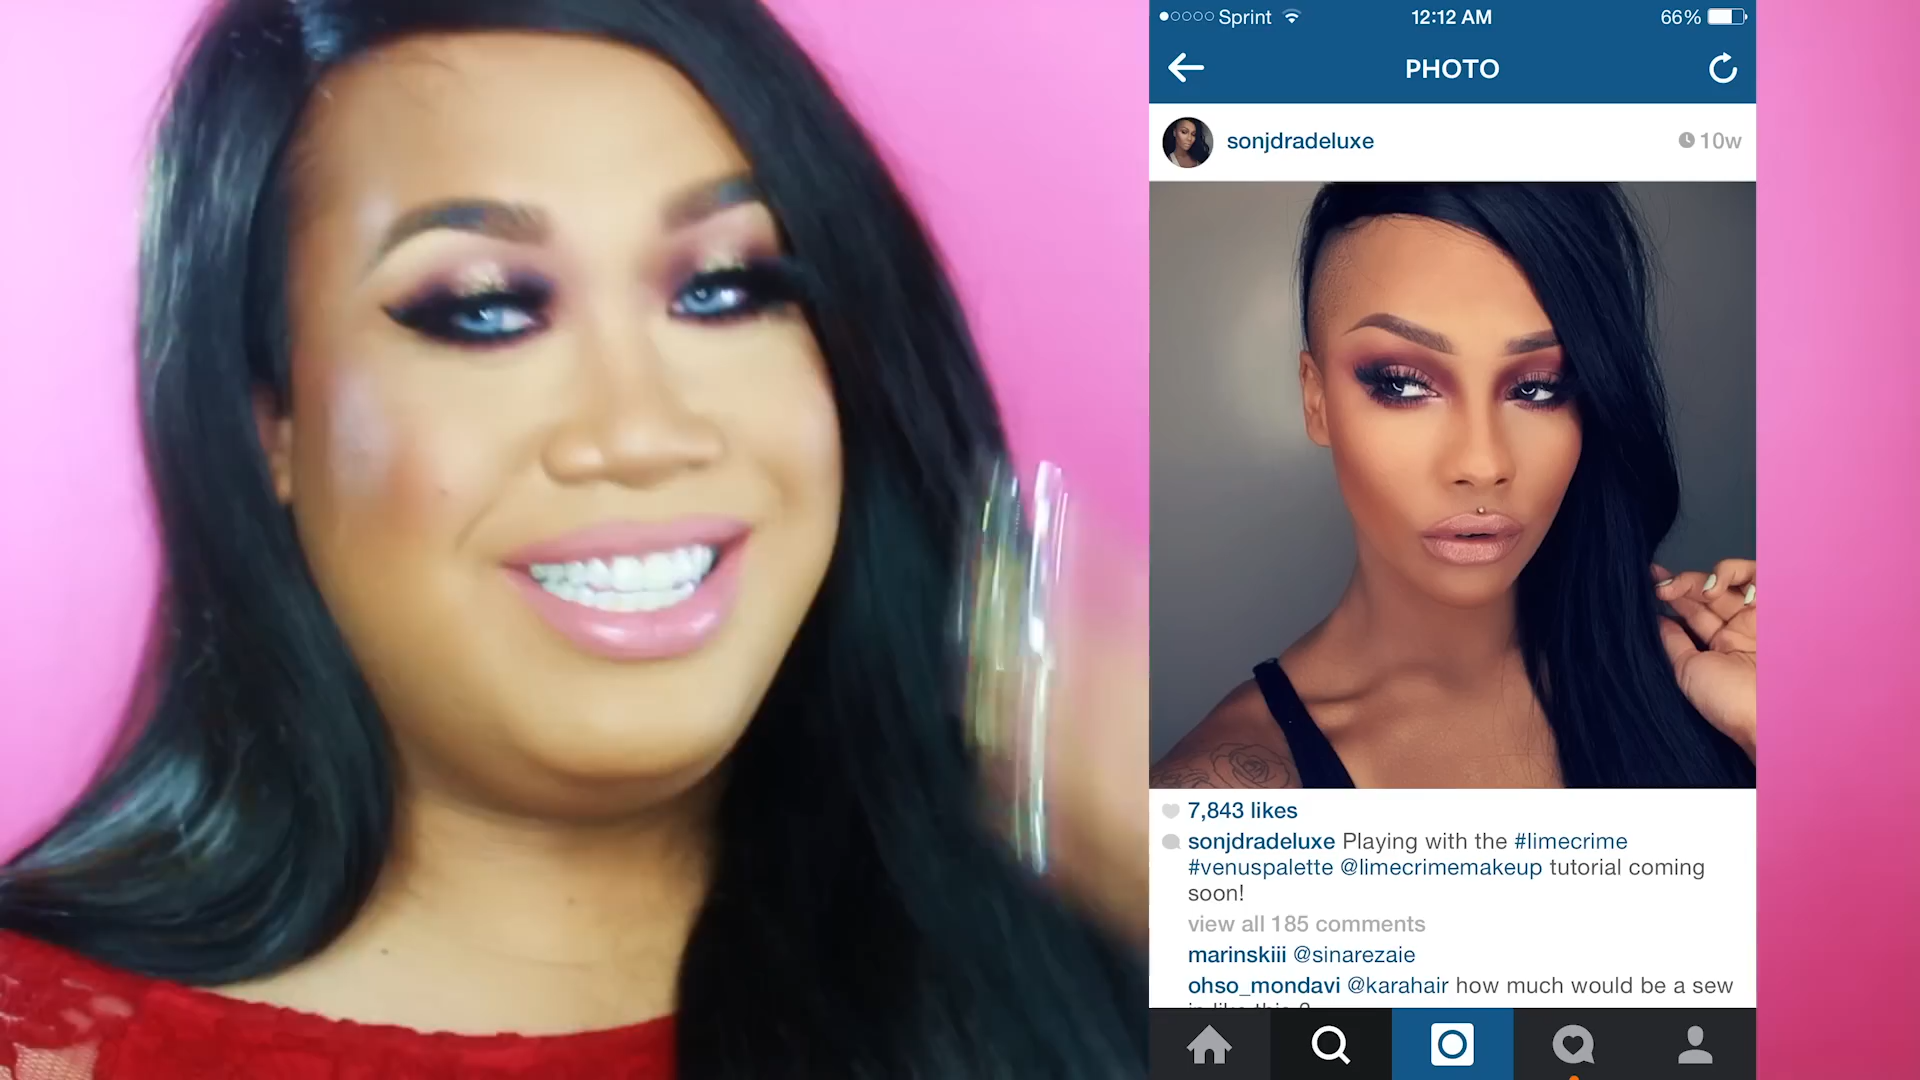 Sprint 12:12 AM 66%
PHOTO
sonjdradeluxe 10w
7,843 likes
sonjdradeluxe Playing with the #limecrime
#venuspalette @limecrimemakeup tutorial coming
soon!
view all 185 comments
marinskiii @sinarezaie
ohso_mondavi @karahair how much would be a sew